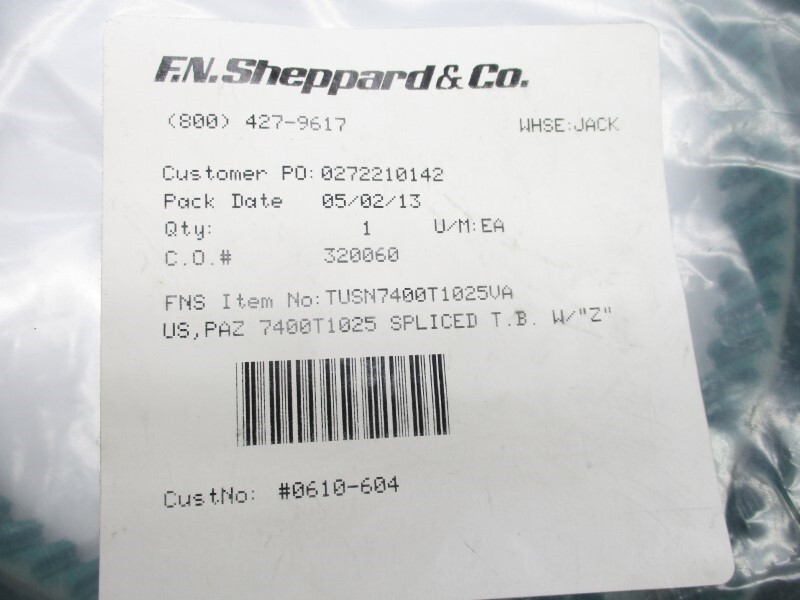 F.N. Sheppard & Co.
(800) 427-9617 WHSE:JACK
Customer PO: 0272210142
Pack Date 05/02/13
Qty: 1 U/M:EA
C.O.# 320060
FNS Item No: TUSN7400T1025VA
US,PAZ 7400T1025 SPLICED T.B. W/"Z"
CustNo: #0610-604